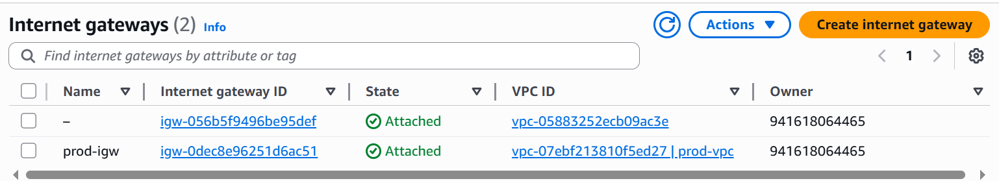 Internet gateways (2) Info Actions Create internet gateway
Find internet gateways by attribute or tag 1
Name Internet gateway ID State VPC ID Owner
– igw-056b5f9496be95def Attached vpc-05883252ecb09ac3e 941618064465
prod-igw igw-0dec8e96251d6ac51 Attached vpc-07ebf213810f5ed27 | prod-vpc 941618064465